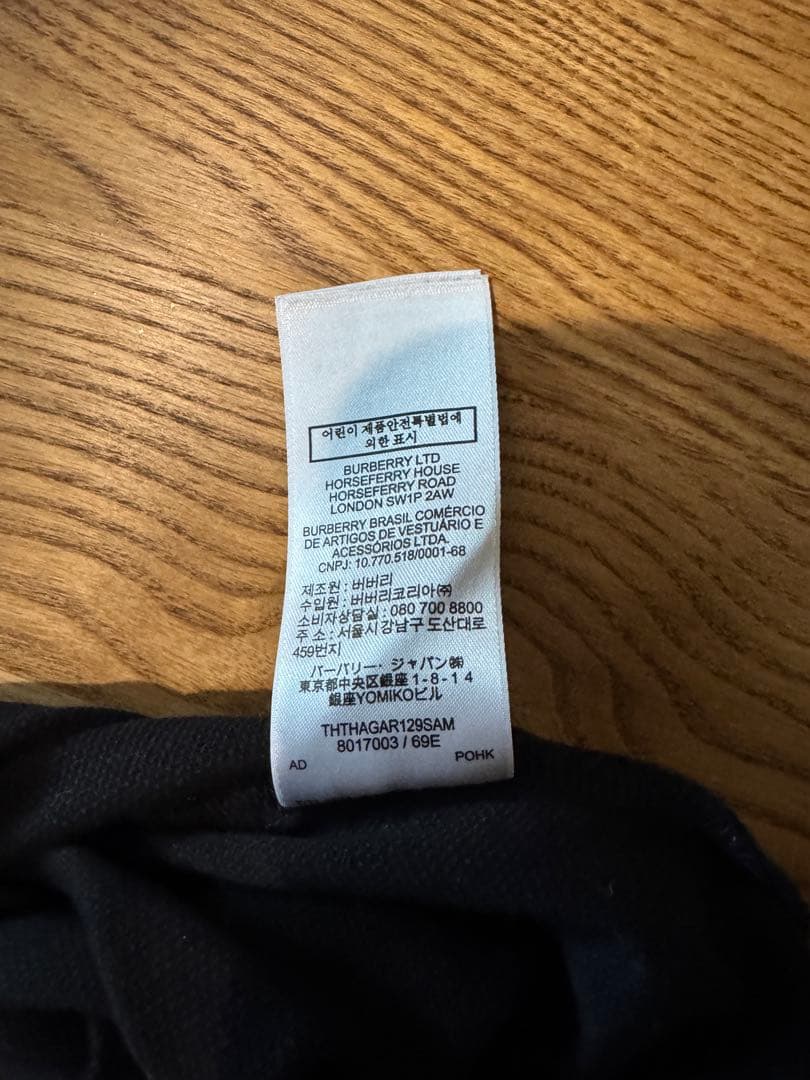 어린이 제품안전특별법에
의한 표시
BURBERRY LTD
HORSEFERRY HOUSE
HORSEFERRY ROAD
LONDON SW1P 2AW
BURBERRY BRASIL COMÉRCIO
DE ARTIGOS DE VESTUÁRIO E
ACESSÓRIOS LTDA.
CNPJ: 10.770.518/0001-68
제조원 : 버버리
수입원 : 버버리코리아㈜
소비자상담실 : 080 700 8800
주 소 : 서울시 강남구 도산대로
459번지
バーバリー・ジャパン㈱
東京都中央区銀座1-8-14
銀座YOMIKOビル
THTHAGAR129SAM
8017003 / 69E
AD POHK